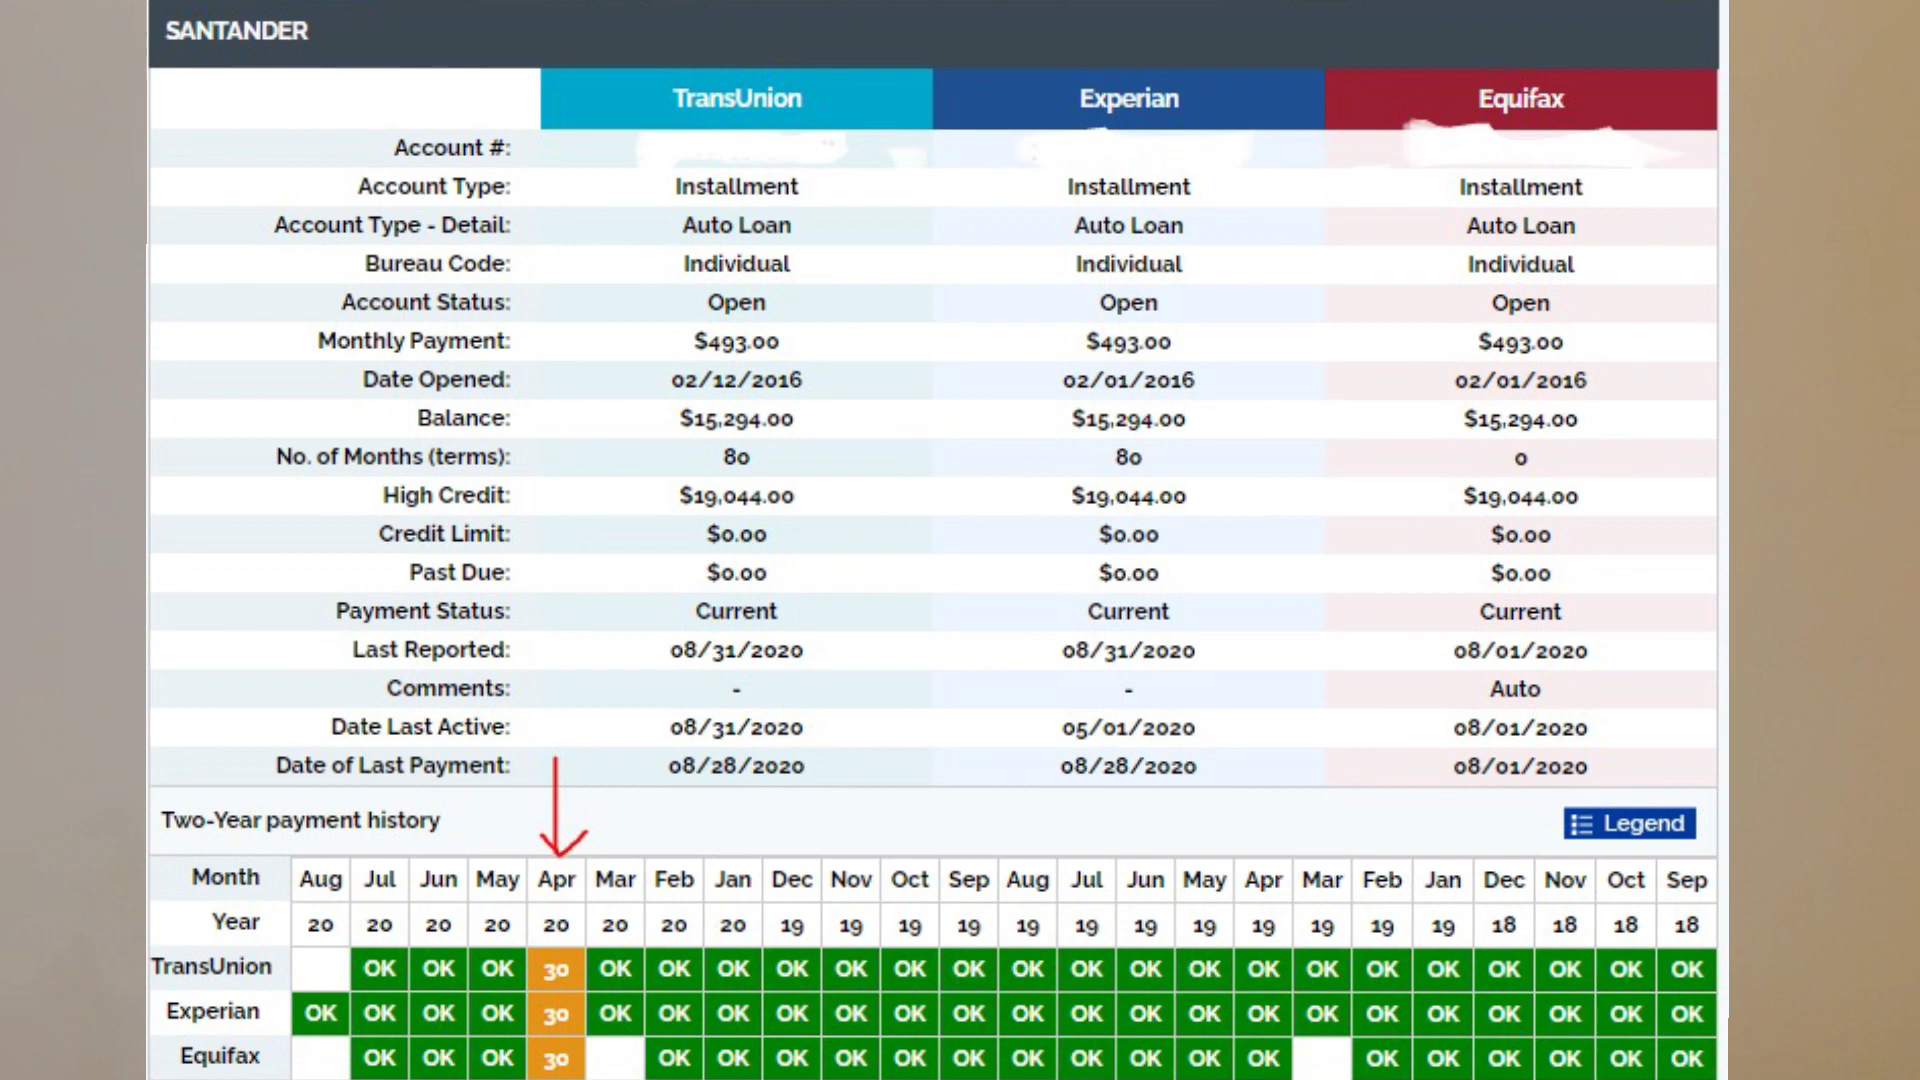 SANTANDER
TransUnion Experian Equifax
Account #:
Account Type: Installment Installment Installment
Account Type - Detail: Auto Loan Auto Loan Auto Loan
Bureau Code: Individual Individual Individual
Account Status: Open Open Open
Monthly Payment: $493.00 $493.00 $493.00
Date Opened: 02/12/2016 02/01/2016 02/01/2016
Balance: $15,294.00 $15,294.00 $15,294.00
No. of Months (terms): 80 80 0
High Credit: $19,044.00 $19,044.00 $19,044.00
Credit Limit: $0.00 $0.00 $0.00
Past Due: $0.00 $0.00 $0.00
Payment Status: Current Current Current
Last Reported: 08/31/2020 08/31/2020 08/01/2020
Comments: - - Auto
Date Last Active: 08/31/2020 05/01/2020 08/01/2020
Date of Last Payment: 08/28/2020 08/28/2020 08/01/2020
Two-Year payment history Legend
Month Aug Jul Jun May Apr Mar Feb Jan Dec Nov Oct Sep Aug Jul Jun May Apr Mar Feb Jan Dec Nov Oct Sep
Year 20 20 20 20 20 20 20 20 19 19 19 19 19 19 19 19 19 19 19 19 18 18 18 18
TransUnion OK OK OK 30 OK OK OK OK OK OK OK OK OK OK OK OK OK OK OK OK OK OK OK
Experian OK OK OK OK 30 OK OK OK OK OK OK OK OK OK OK OK OK OK OK OK OK OK OK OK
Equifax OK OK OK 30 OK OK OK OK OK OK OK OK OK OK OK OK OK OK OK OK OK